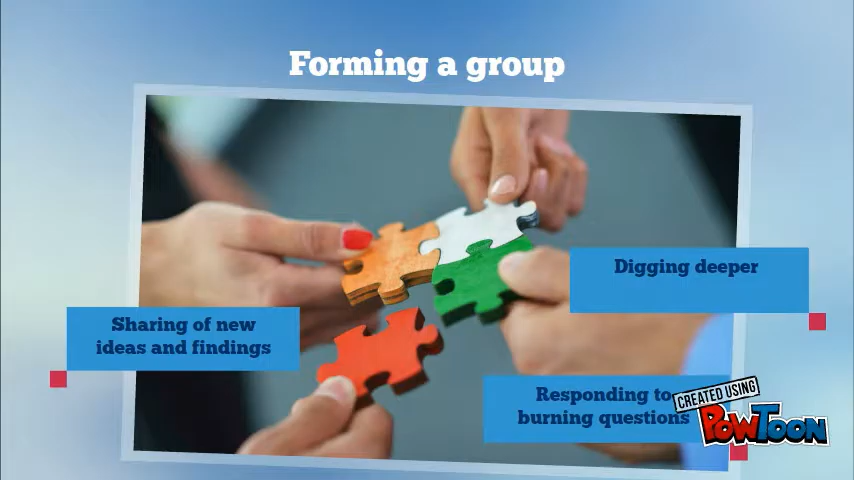 Forming a group
Digging deeper
Sharing of new
ideas and findings
Responding to
burning questions
CREATED USING
POWTOON